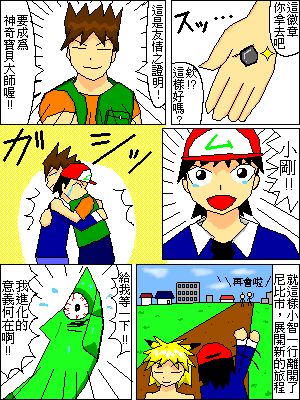 這徽章
你拿去吧
スッ…
欸!?
這樣好嗎?
這是友情之證明!
要成為
神奇寶貝大師喔!!
小剛!!
ガシッ
就這樣小智一行離開了
尼比市,展開新的旅程
再會啦
給我等一下!!
我進化的
意義何在啊!!